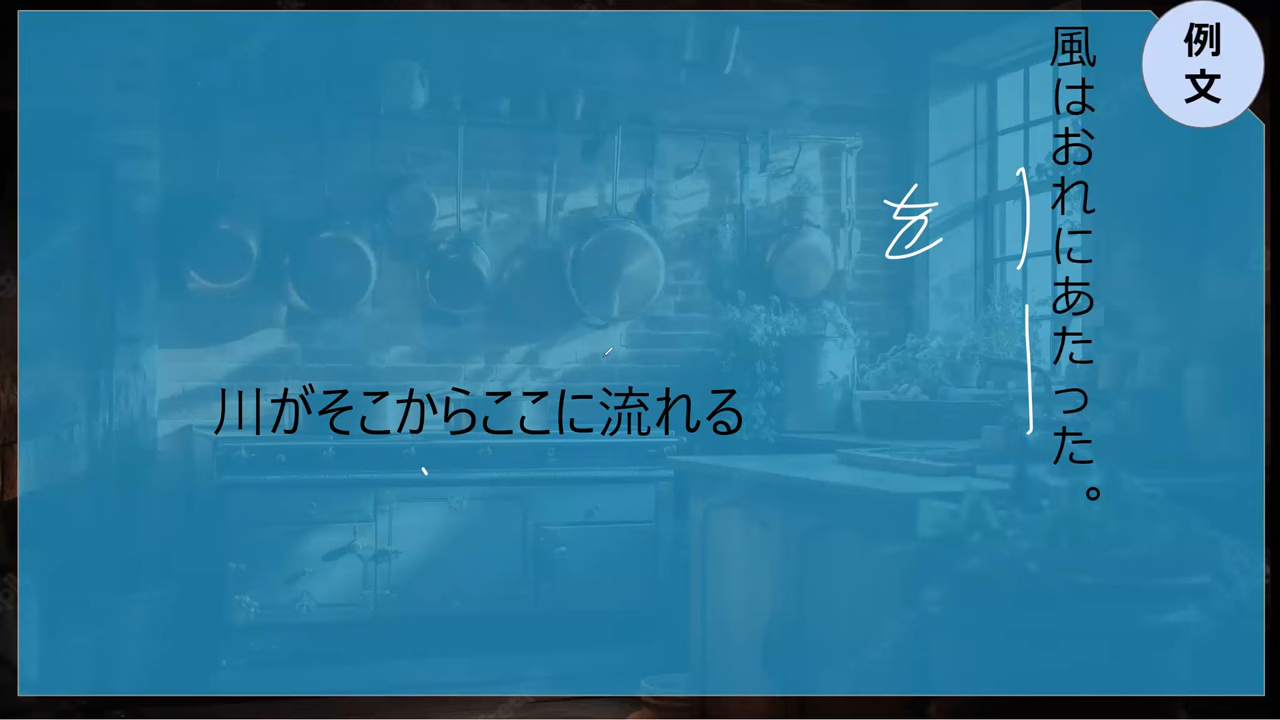 例文
風はおれにあたった。
を
川がそこからここに流れる